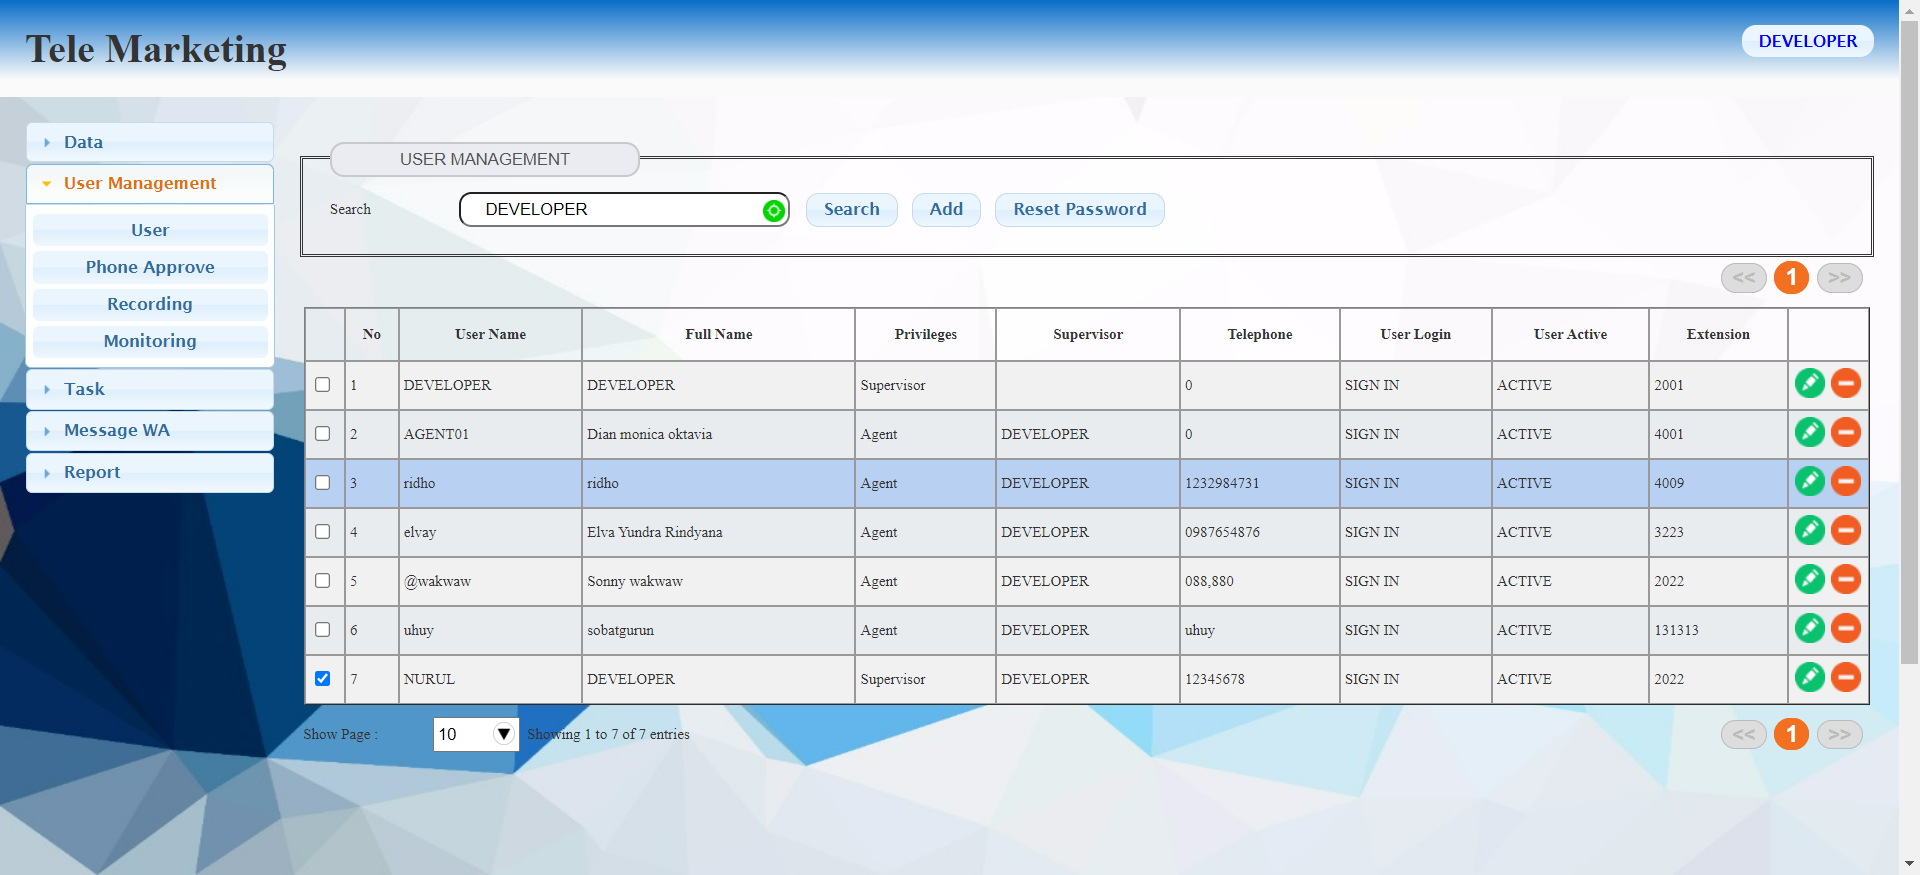 Tele Marketing
DEVELOPER
Data
User Management
User
Phone Approve
Recording
Monitoring
Task
Message WA
Report
USER MANAGEMENT
Search DEVELOPER Search Add Reset Password
<< 1 >>
No User Name Full Name Privileges Supervisor Telephone User Login User Active Extension
1 DEVELOPER DEVELOPER Supervisor 0 SIGN IN ACTIVE 2001
2 AGENT01 Dian monica oktavia Agent DEVELOPER 0 SIGN IN ACTIVE 4001
3 ridho ridho Agent DEVELOPER 1232984731 SIGN IN ACTIVE 4009
4 elvay Elva Yundra Rindyana Agent DEVELOPER 0987654876 SIGN IN ACTIVE 3223
5 @wakwaw Sonny wakwaw Agent DEVELOPER 088,880 SIGN IN ACTIVE 2022
6 uhuy sobatgurun Agent DEVELOPER uhuy SIGN IN ACTIVE 131313
7 NURUL DEVELOPER Supervisor DEVELOPER 12345678 SIGN IN ACTIVE 2022
Show Page : 10 Showing 1 to 7 of 7 entries << 1 >>